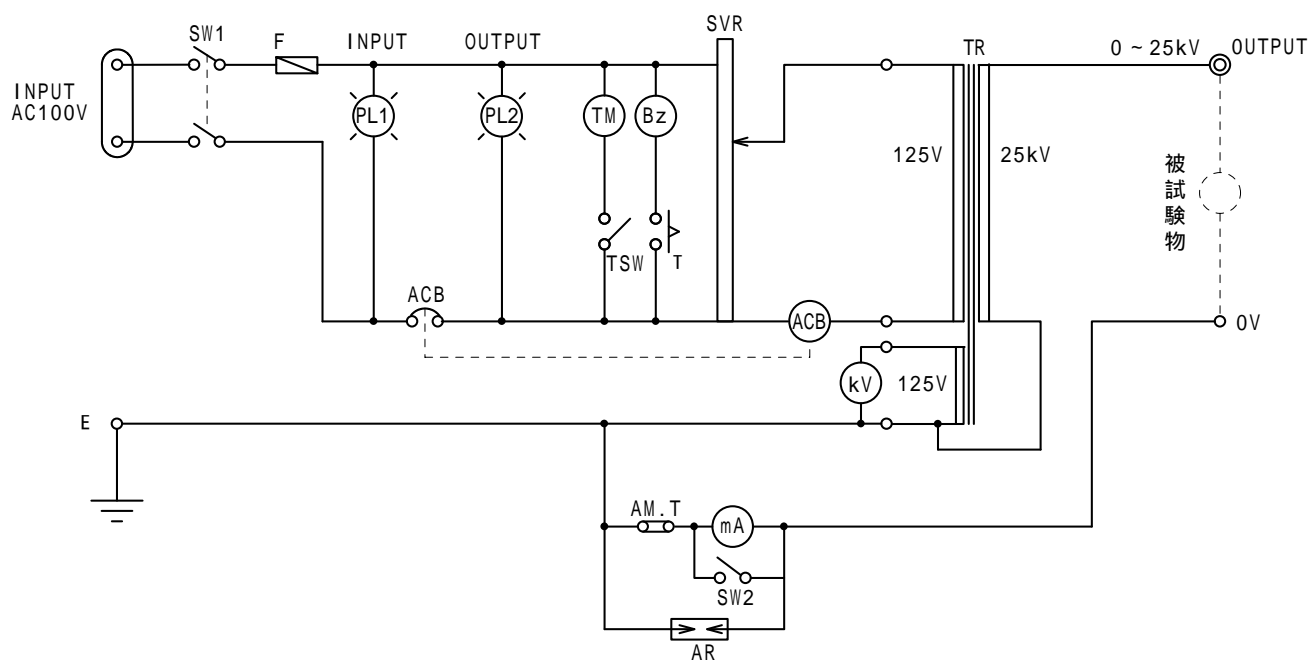 SVR
SW1
F
INPUT
OUTPUT
TR
0 ~ 25kV
OUTPUT
INPUT
AC100V
PL1
PL2
TM
Bz
125V
25kV
被試験物
TSW
T
ACB
ACB
0V
kV
125V
E
AM.T
mA
SW2
AR